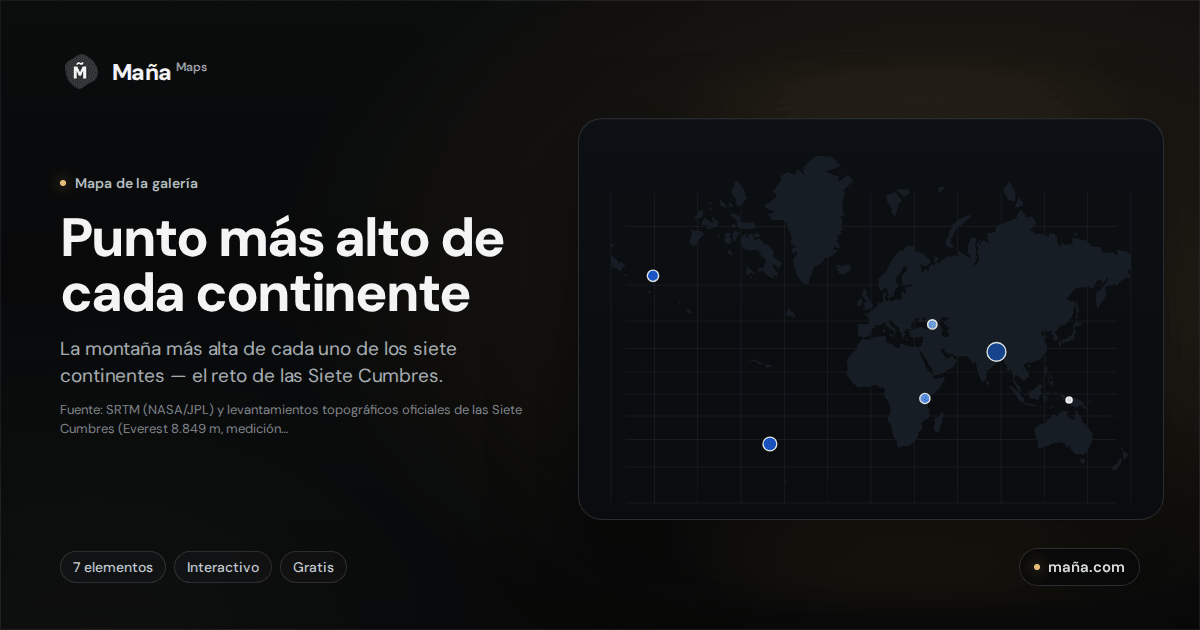 M̃
Maña Maps
Mapa de la galería
Punto más alto de
cada continente
La montaña más alta de cada uno de los siete
continentes — el reto de las Siete Cumbres.
Fuente: SRTM (NASA/JPL) y levantamientos topográficos oficiales de las Siete
Cumbres (Everest 8.849 m, medición…
7 elementos
Interactivo
Gratis
maña.com